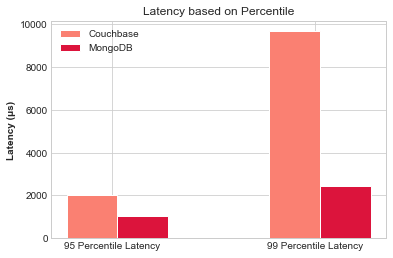 Latency based on Percentile
Couchbase
MongoDB
Latency (μs)
10000
8000
6000
4000
2000
0
95 Percentile Latency
99 Percentile Latency